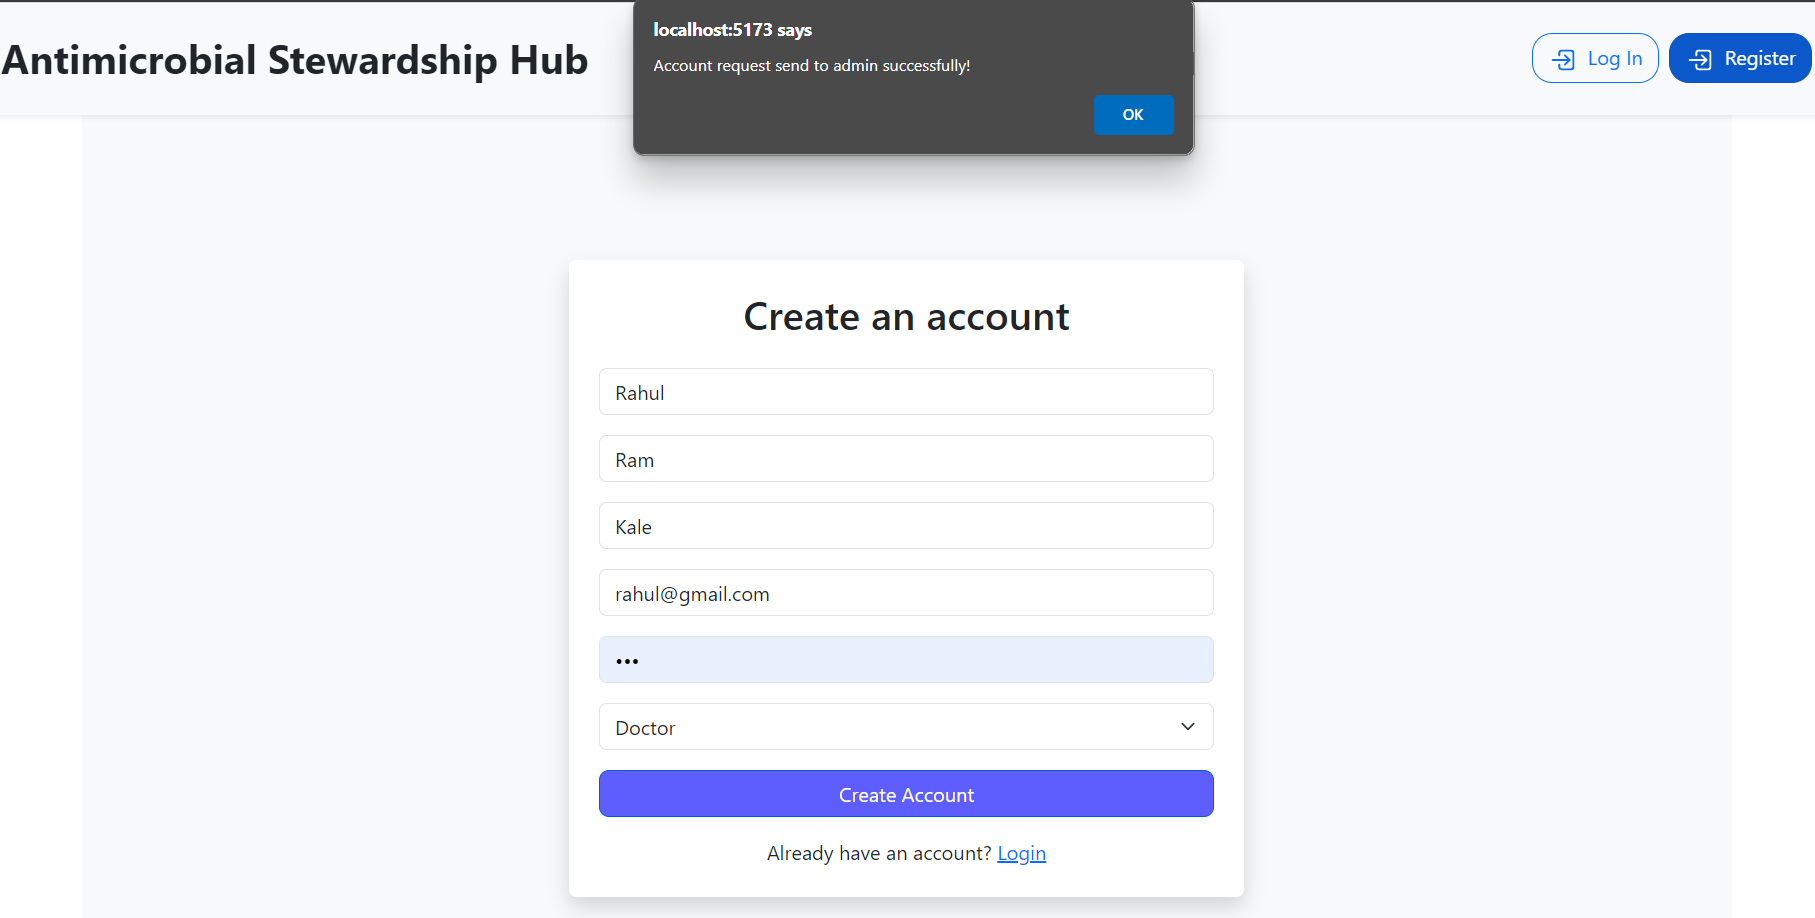 Antimicrobial Stewardship Hub
localhost:5173 says
Account request send to admin successfully!
OK
Log In
Register
Create an account
Rahul
Ram
Kale
rahul@gmail.com
•••
Doctor
Create Account
Already have an account? Login